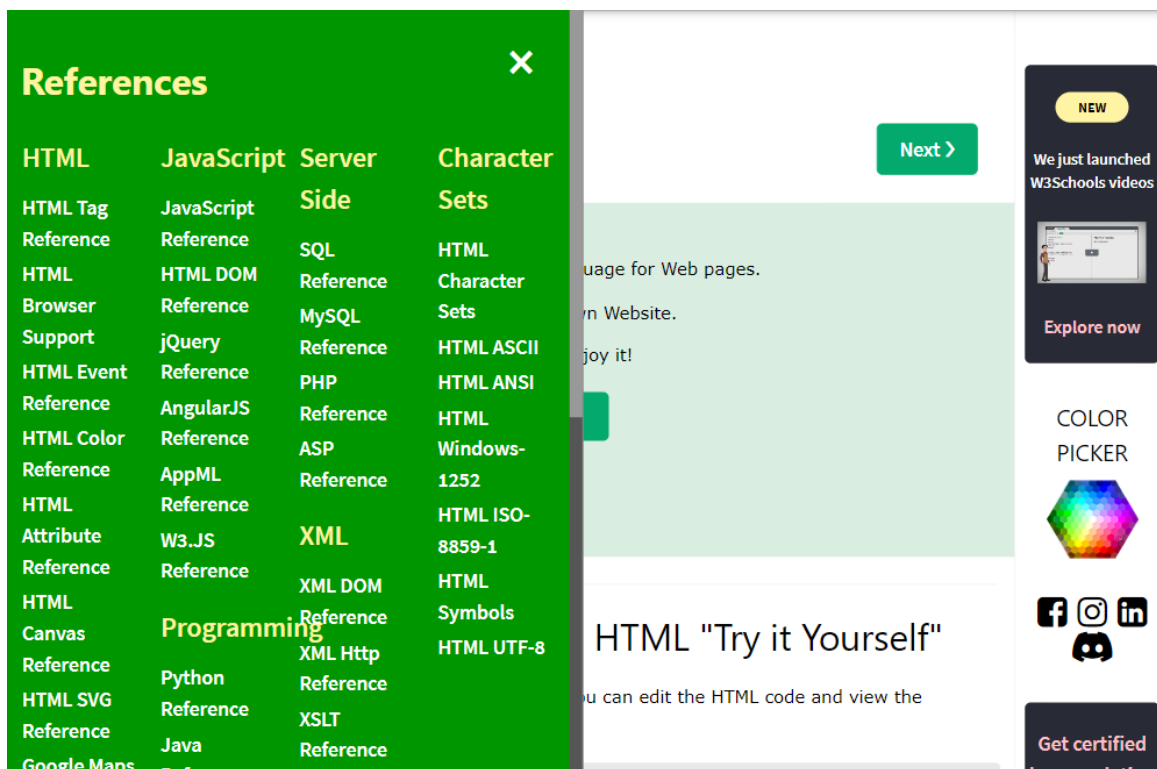 References
×
HTML
HTML Tag
Reference
HTML
Browser
Support
HTML Event
Reference
HTML Color
Reference
HTML
Attribute
Reference
HTML
Canvas
Reference
HTML SVG
Reference
Google Maps
JavaScript
JavaScript
Reference
HTML DOM
Reference
jQuery
Reference
AngularJS
Reference
AppML
Reference
W3.JS
Reference
Programming
Python
Reference
Java
Server
Side
SQL
Reference
MySQL
Reference
PHP
Reference
ASP
Reference
XML
XML DOM
Reference
XML Http
Reference
XSLT
Reference
Character
Sets
HTML
Character
Sets
HTML ASCII
HTML ANSI
HTML
Windows-
1252
HTML ISO-
8859-1
HTML
Symbols
HTML UTF-8
Next ❯
uage for Web pages.
n Website.
joy it!
HTML "Try it Yourself"
u can edit the HTML code and view the
NEW
We just launched
W3Schools videos
Explore now
COLOR
PICKER
Get certified